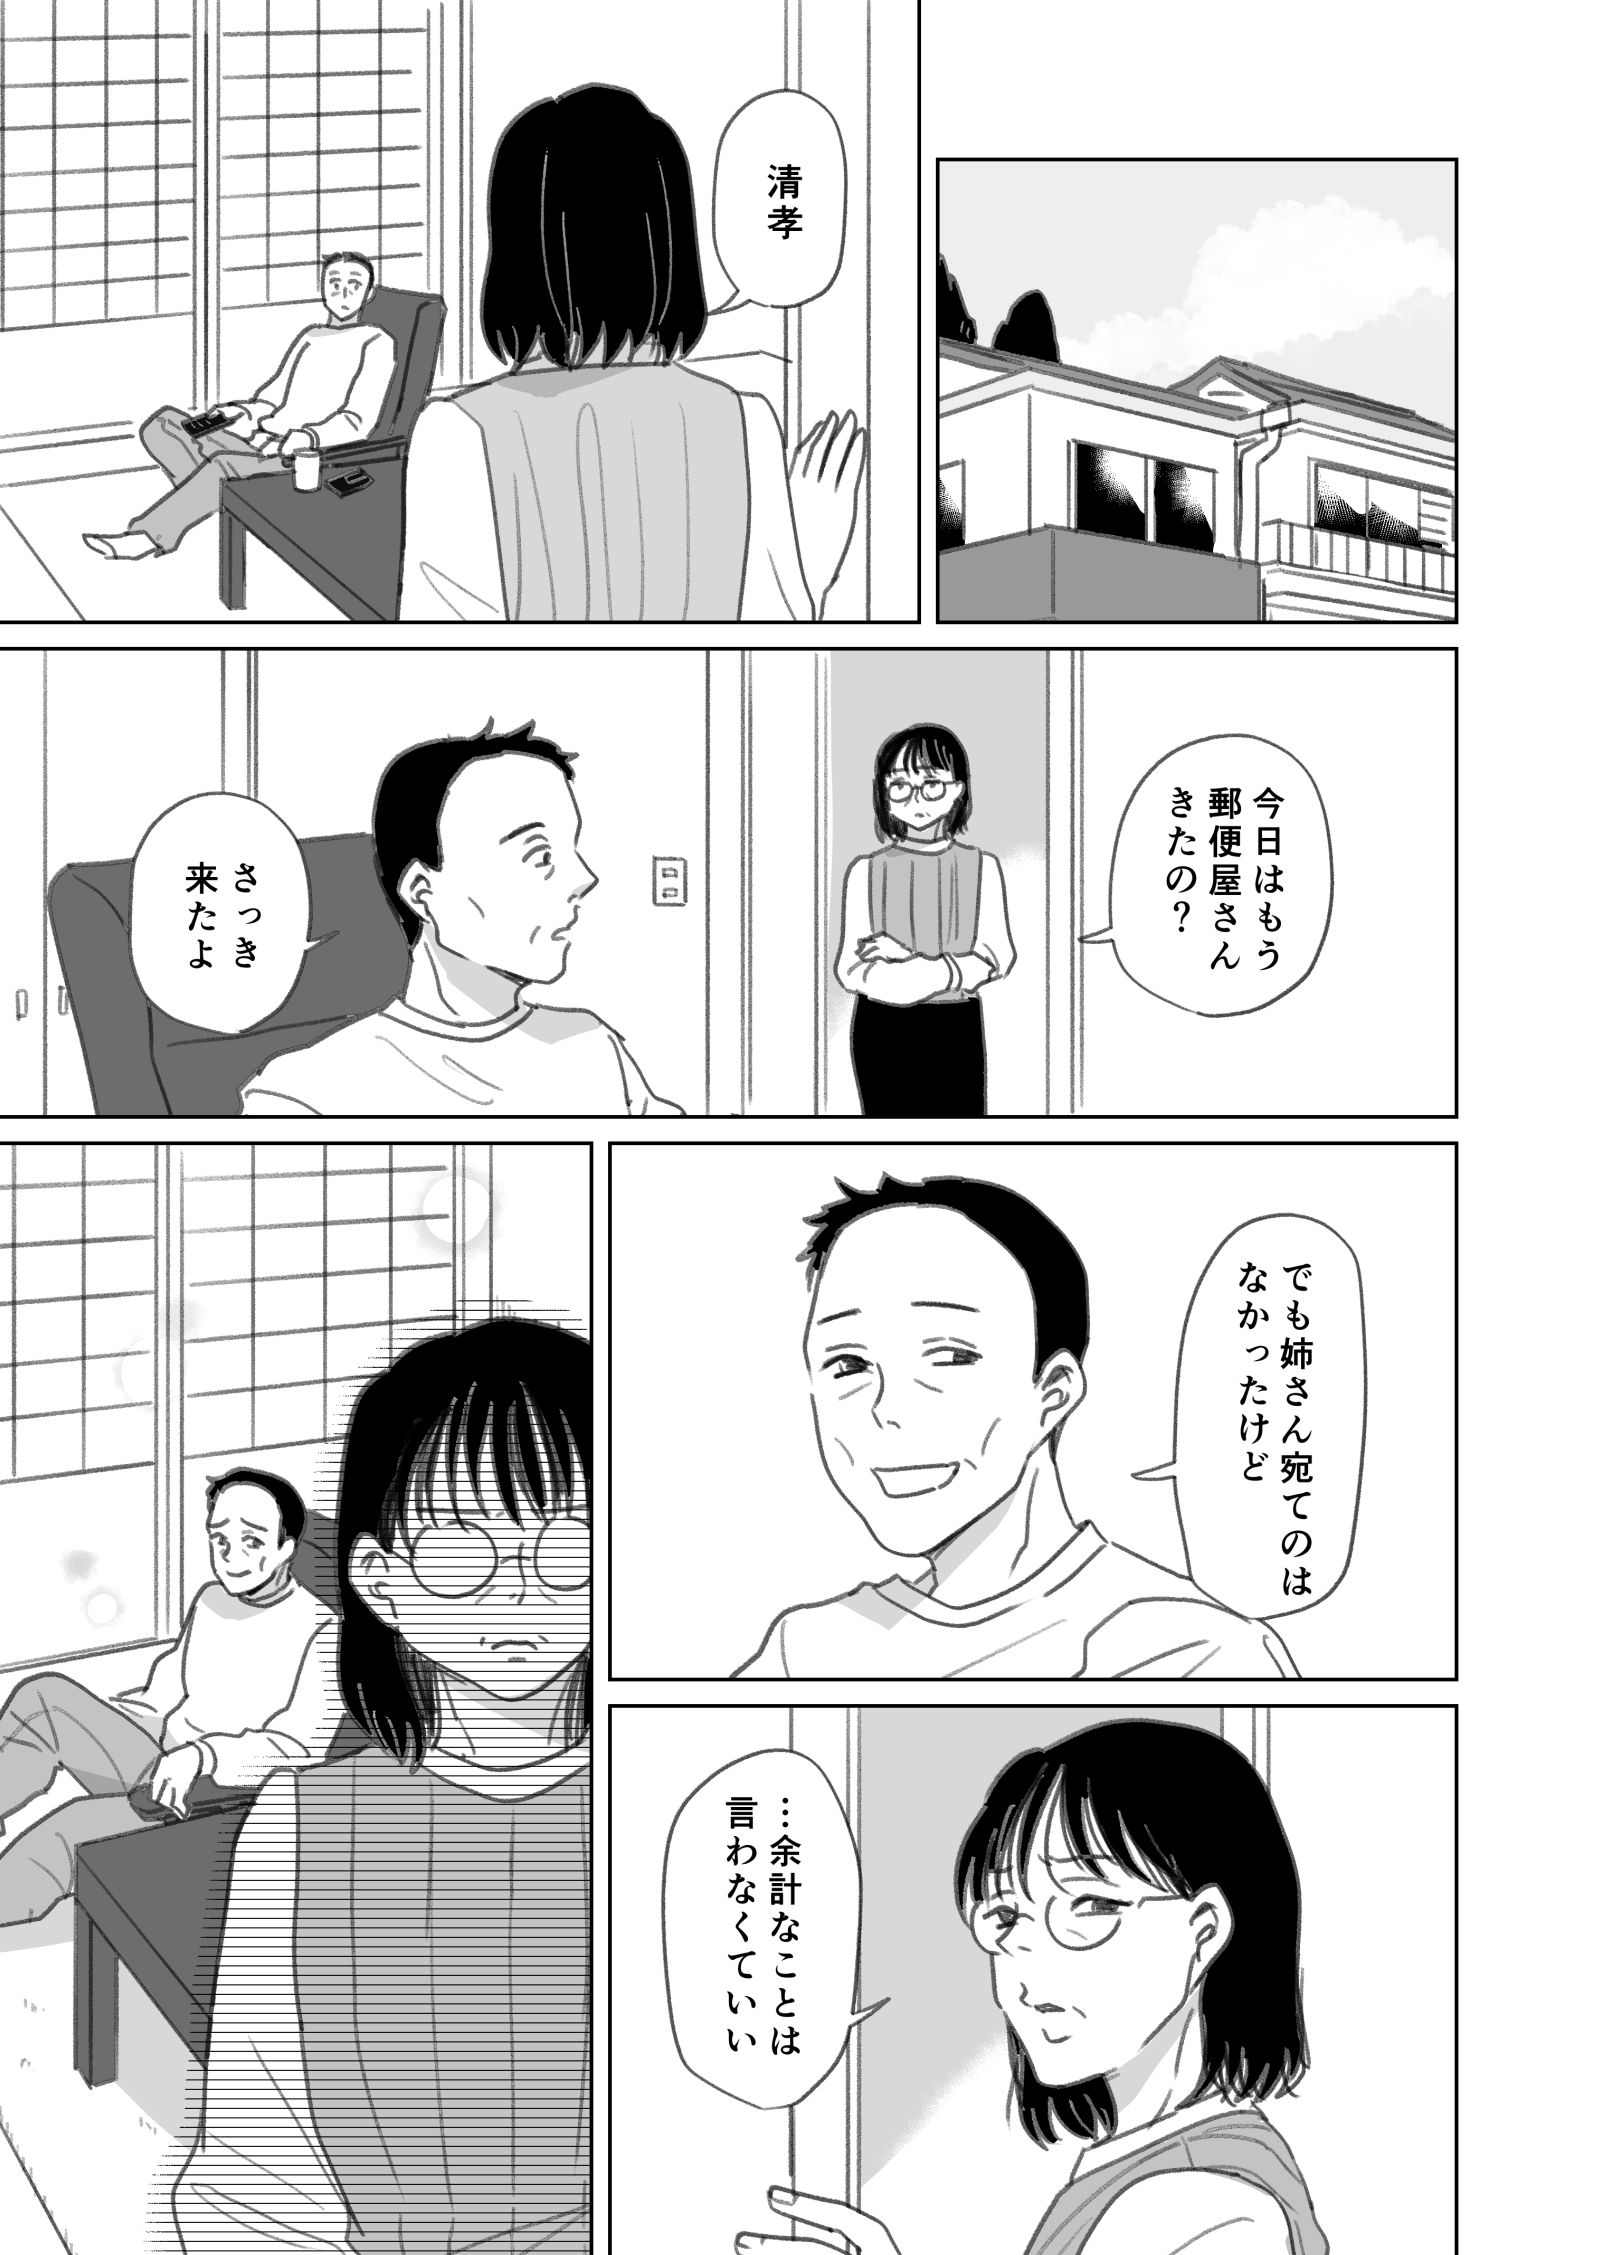 清孝
今日はもう
郵便屋さん
きたの？
さっき
来たよ
でも姉さん宛てのは
なかったけど
…余計なことは
言わなくていい